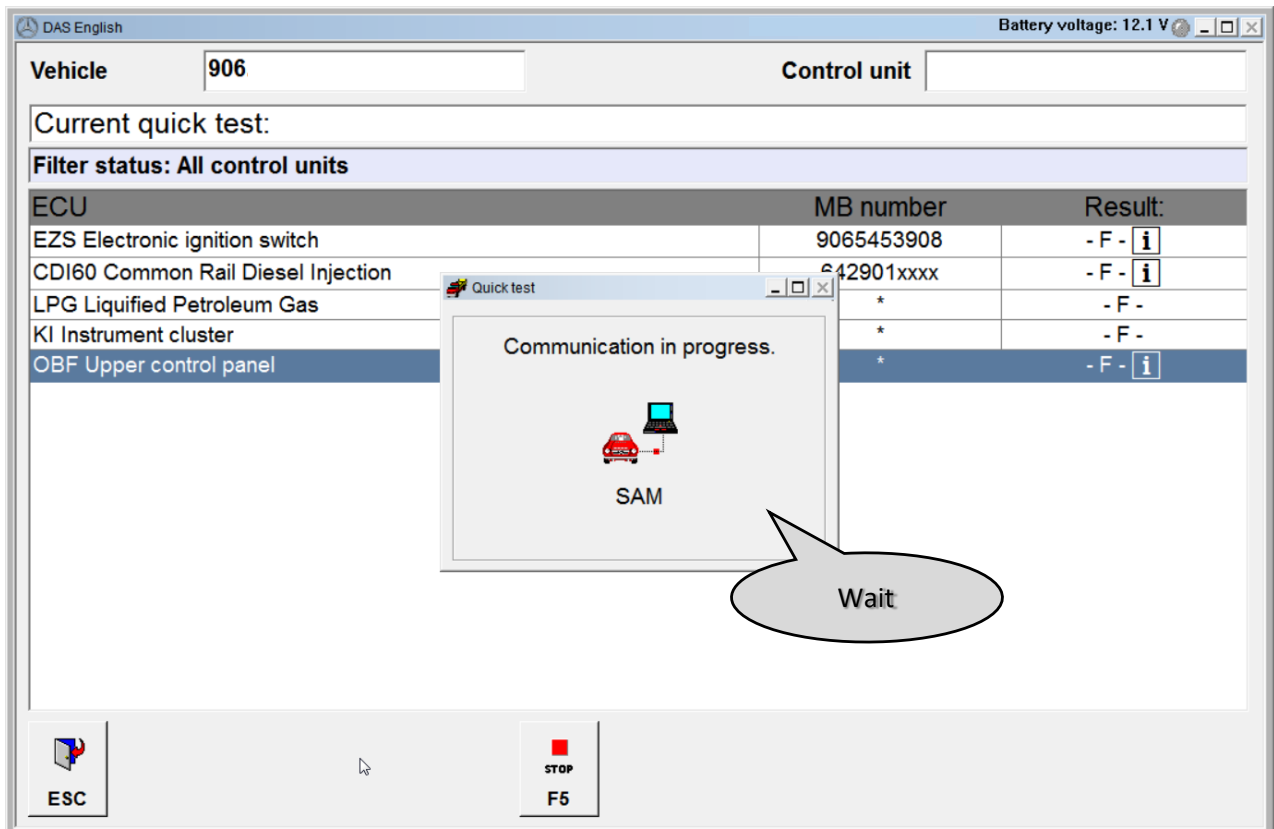 DAS English Battery voltage: 12.1 V
Vehicle 906 Control unit
Current quick test:
Filter status: All control units
ECU MB number Result:
EZS Electronic ignition switch 9065453908 - F - i
CDI60 Common Rail Diesel Injection 642901xxxx - F - i
LPG Liquified Petroleum Gas * - F -
KI Instrument cluster * - F -
OBF Upper control panel * - F - i
Quick test
Communication in progress.
SAM
Wait
STOP
ESC F5